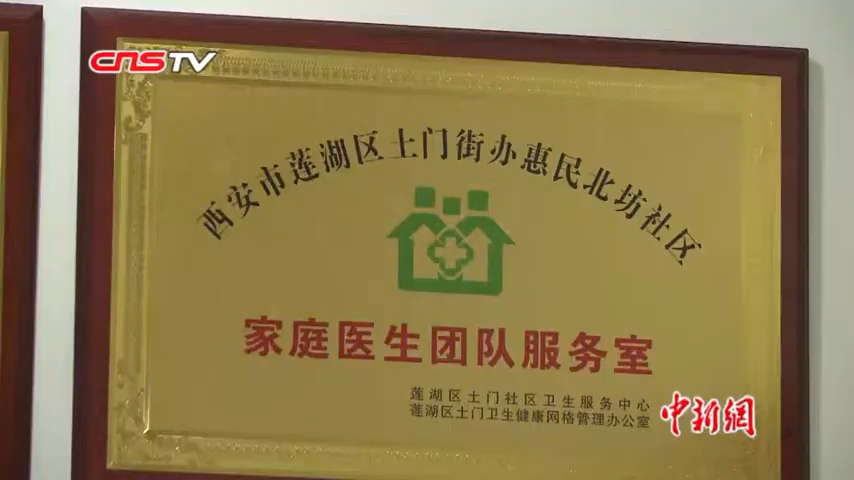 CNSTV
西安市莲湖区土门街办惠民北坊社区
家庭医生团队服务室
莲湖区土门社区卫生服务中心
莲湖区土门卫生健康网格管理办公室
中新網